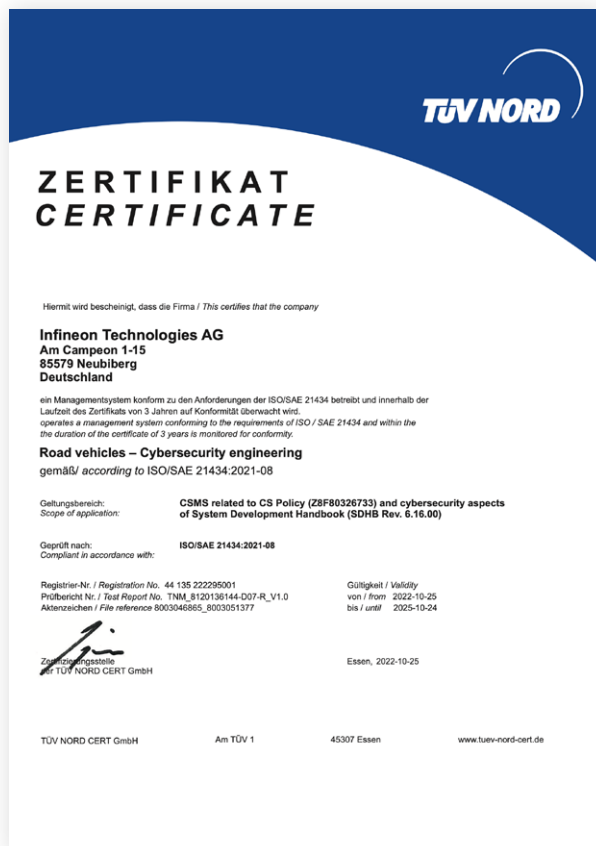 TÜV NORD
ZERTIFIKAT
CERTIFICATE
Hiermit wird bescheinigt, dass die Firma / This certifies that the company
Infineon Technologies AG
Am Campeon 1-15
85579 Neubiberg
Deutschland
ein Managementsystem konform zu den Anforderungen der ISO/SAE 21434 betreibt und innerhalb der
Laufzeit des Zertifikats von 3 Jahren auf Konformität überwacht wird.
operates a management system conforming to the requirements of ISO / SAE 21434 and within the
the duration of the certificate of 3 years is monitored for conformity.
Road vehicles – Cybersecurity engineering
gemäß/ according to ISO/SAE 21434:2021-08
Geltungsbereich: CSMS related to CS Policy (Z8F80326733) and cybersecurity aspects
Scope of application: of System Development Handbook (SDHB Rev. 6.16.00)
Geprüft nach: ISO/SAE 21434:2021-08
Compliant in accordance with:
Registrier-Nr. / Registration No. 44 135 222295001 Gültigkeit / Validity
Prüfbericht Nr. / Test Report No. TNM_8120136144-D07-R_V1.0 von / from 2022-10-25
Aktenzeichen / File reference 8003046865_8003051377 bis / until 2025-10-24
Zertifizierungsstelle Essen, 2022-10-25
der TÜV NORD CERT GmbH
TÜV NORD CERT GmbH Am TÜV 1 45307 Essen www.tuev-nord-cert.de